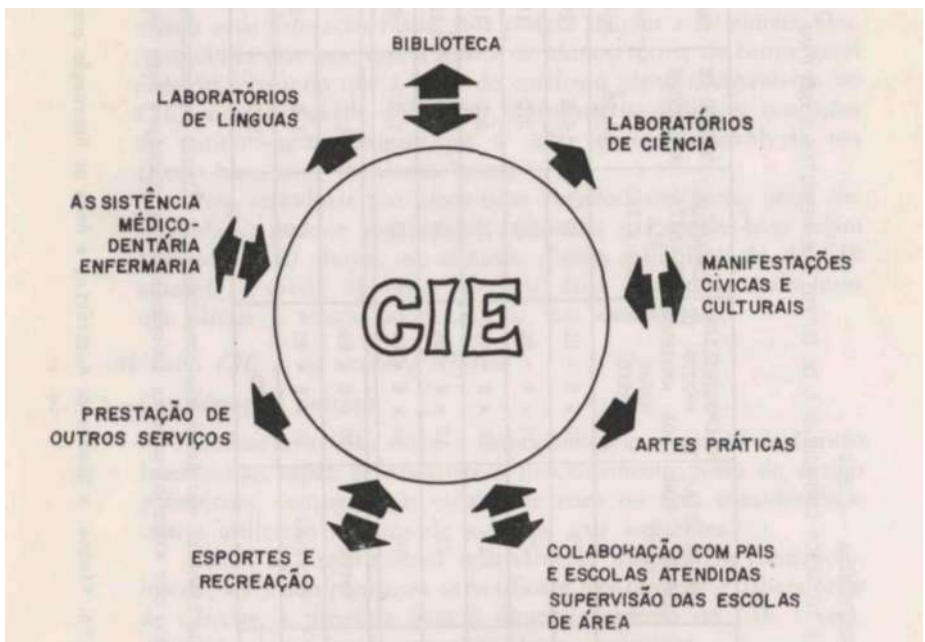 BIBLIOTECA
LABORATÓRIOS
DE LÍNGUAS
LABORATÓRIOS
DE CIÊNCIA
ASSISTÊNCIA
MÉDICO-
DENTÁRIA
ENFERMARIA
MANIFESTAÇÕES
CÍVICAS E
CULTURAIS
CIE
PRESTAÇÃO DE
OUTROS SERVIÇOS
ARTES PRÁTICAS
ESPORTES E
RECREAÇÃO
COLABORAÇÃO COM PAIS
E ESCOLAS ATENDIDAS
SUPERVISÃO DAS ESCOLAS
DE ÁREA